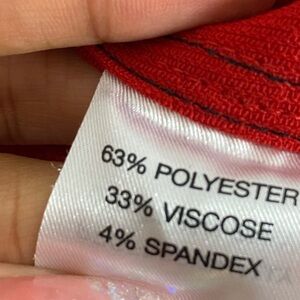 63% POLYESTER
33% VISCOSE
4% SPANDEX